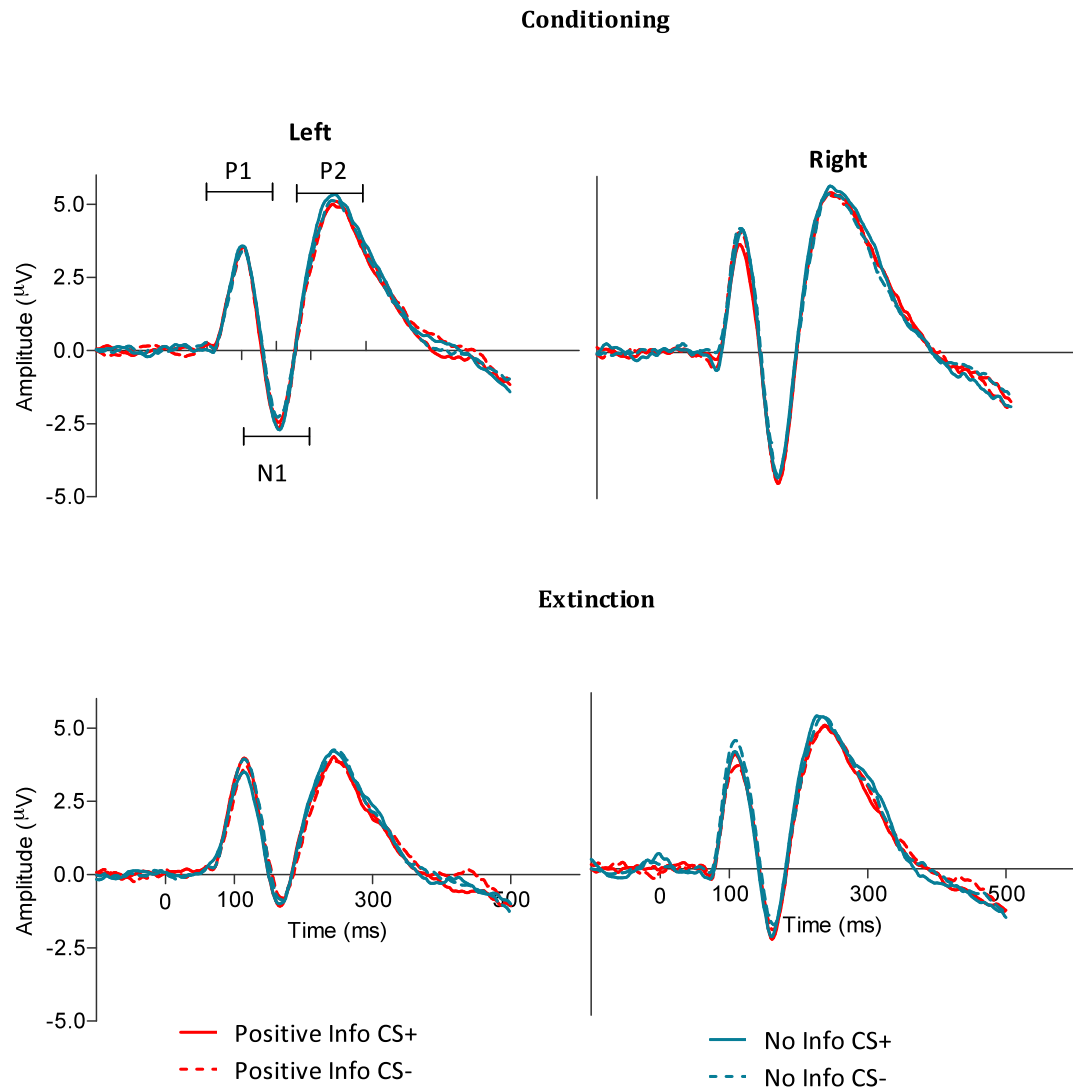 Conditioning
Left
Right
P1
P2
5.0
2.5
0.0
-2.5
-5.0
Amplitude (µV)
N1
Extinction
5.0
2.5
0.0
-2.5
-5.0
Amplitude (µV)
0
100
300
500
Time (ms)
0
100
300
500
Time (ms)
Positive Info CS+
Positive Info CS-
No Info CS+
No Info CS-